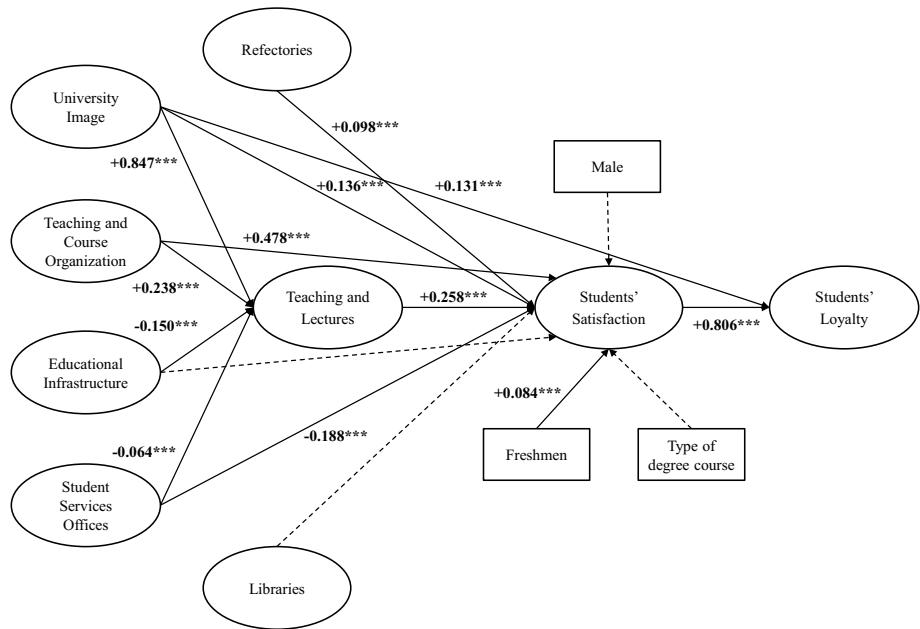 Refectories
University
Image
+0.098***
+0.847***
Male
+0.136***
+0.131***
Teaching and
Course
Organization
+0.478***
+0.238***
Teaching and
Lectures
+0.258***
Students’
Satisfaction
+0.806***
Students’
Loyalty
-0.150***
Educational
Infrastructure
+0.084***
-0.188***
-0.064***
Freshmen
Type of
degree course
Student
Services
Offices
Libraries